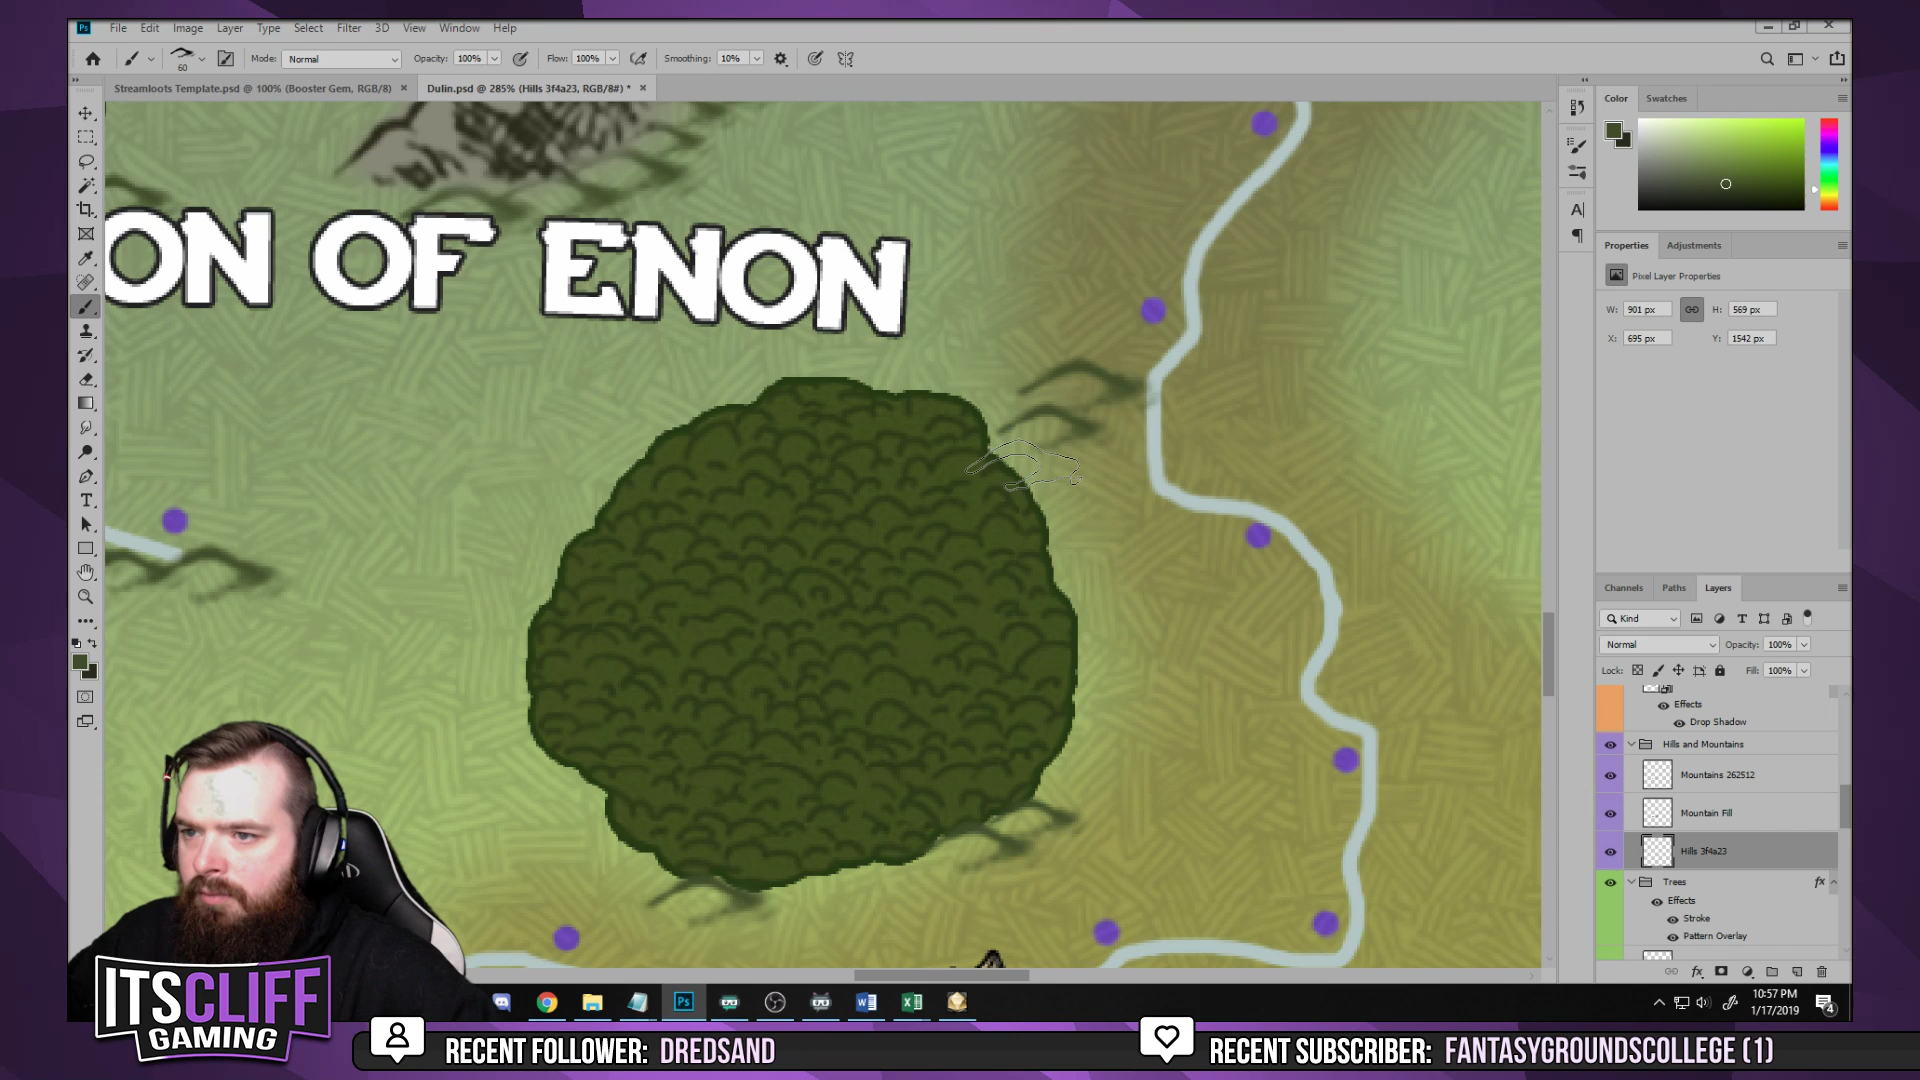 File Edit Image Layer Type Select Filter 3D View Window Help
60 Mode: Normal Opacity: 100% Flow: 100% Smoothing: 10%
Streamloots Template.psd @ 100% (Booster Gem, RGB/8) × Dulin.psd @ 285% (Hills 3f4a23, RGB/8#) * ×
Color Swatches
ON OF ENON
Properties Adjustments
Pixel Layer Properties
W: 901 px H: 569 px
X: 695 px Y: 1542 px
Channels Paths Layers
Kind
Normal Opacity: 100%
Lock: Fill: 100%
Effects
Drop Shadow
Hills and Mountains
Mountains 262512
Mountain Fill
Hills 3f4a23
Trees fx
Effects
Stroke
Pattern Overlay
10:57 PM
1/17/2019
4
ITSCLIFF
GAMING
RECENT FOLLOWER: DREDSAND
RECENT SUBSCRIBER: FANTASYGROUNDSCOLLEGE (1)